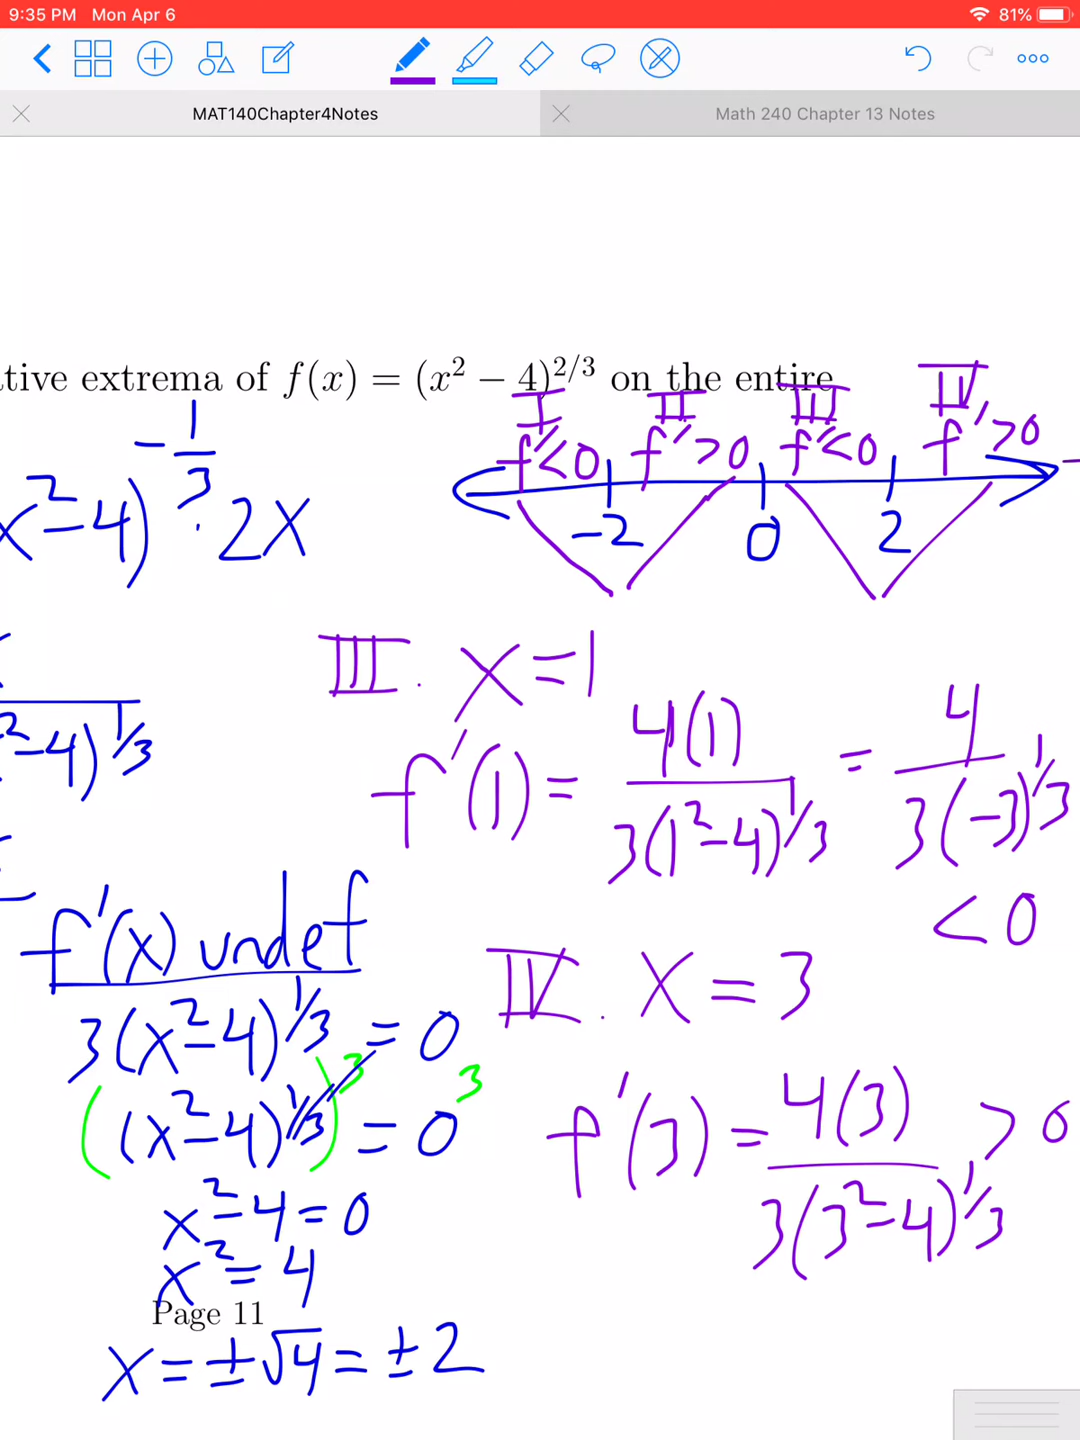 9:35 PM Mon Apr 6 81%
MAT140Chapter4Notes
Math 240 Chapter 13 Notes
tive extrema of f(x) = (x² − 4)^{2/3} on the entire
I II III IV
f'<0 f'>0 f'<0 f'>0
-2 0 2
x²-4)^{-1/3} · 2x
III. x=1
²-4)^{1/3}
f'(1) = 4(1)/3(1²-4)^{1/3} = 4/3(-3)^{1/3}
< 0
f'(x) undef
3(x²-4)^{1/3} = 0
((x²-4)^{1/3})^3 = 0^3
x²-4=0
x²=4
Page 11
x=±√4=±2
IV. x=3
f'(3) = 4(3)/3(3²-4)^{1/3} >0